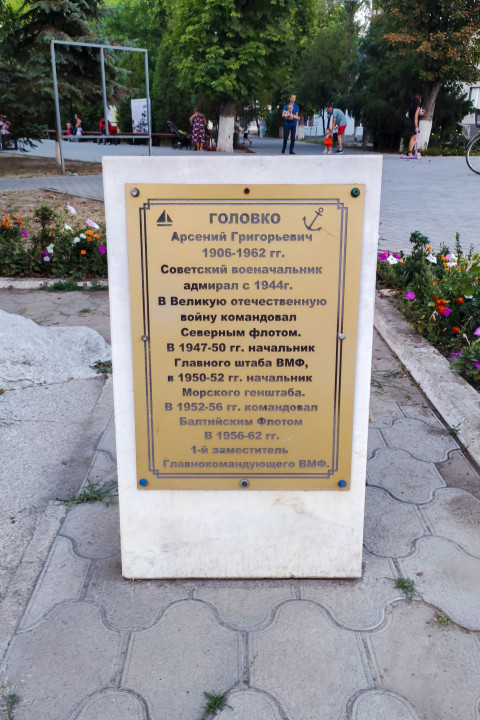 ГОЛОВКО
Арсений Григорьевич
1906-1962 гг.
Советский военачальник
адмирал с 1944г.
В Великую отечественную
войну командовал
Северным флотом.
В 1947-50 гг. начальник
Главного штаба ВМФ,
в 1950-52 гг. начальник
Морского генштаба.
В 1952-56 гг. командовал
Балтийским Флотом
В 1956-62 гг.
1-й заместитель
Главнокомандующего ВМФ.